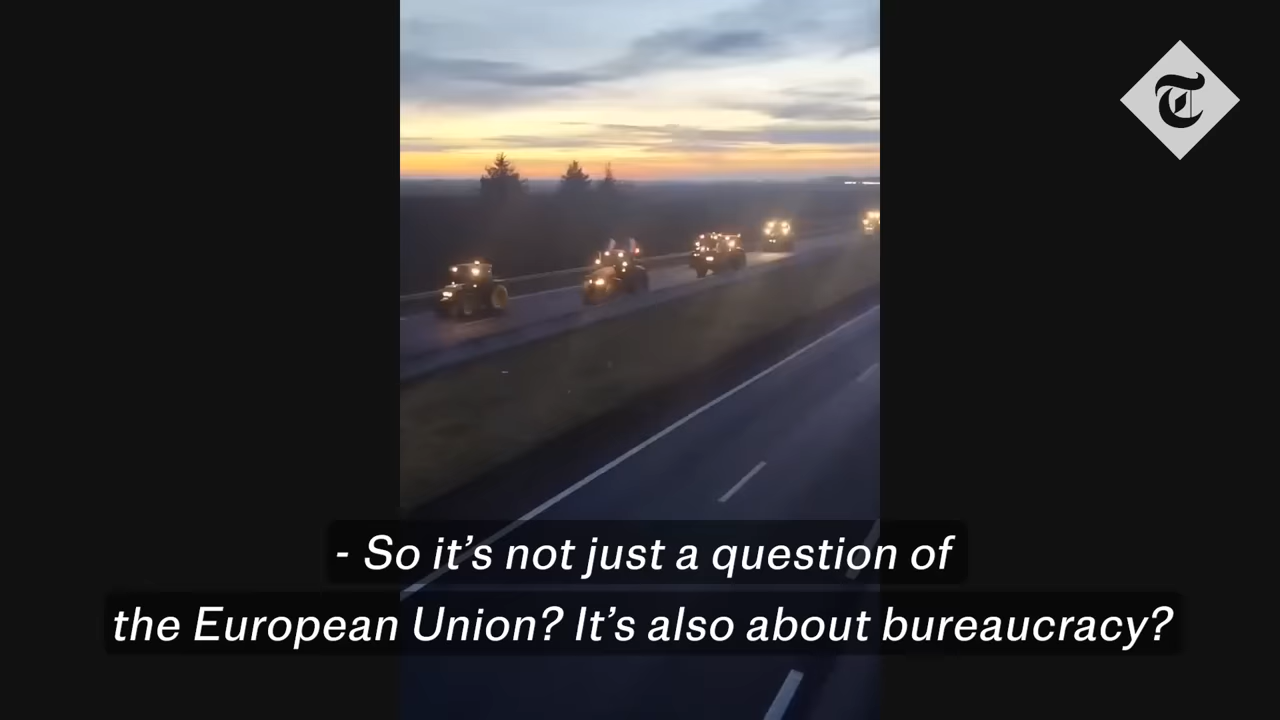 T
- So it’s not just a question of
the European Union? It’s also about bureaucracy?